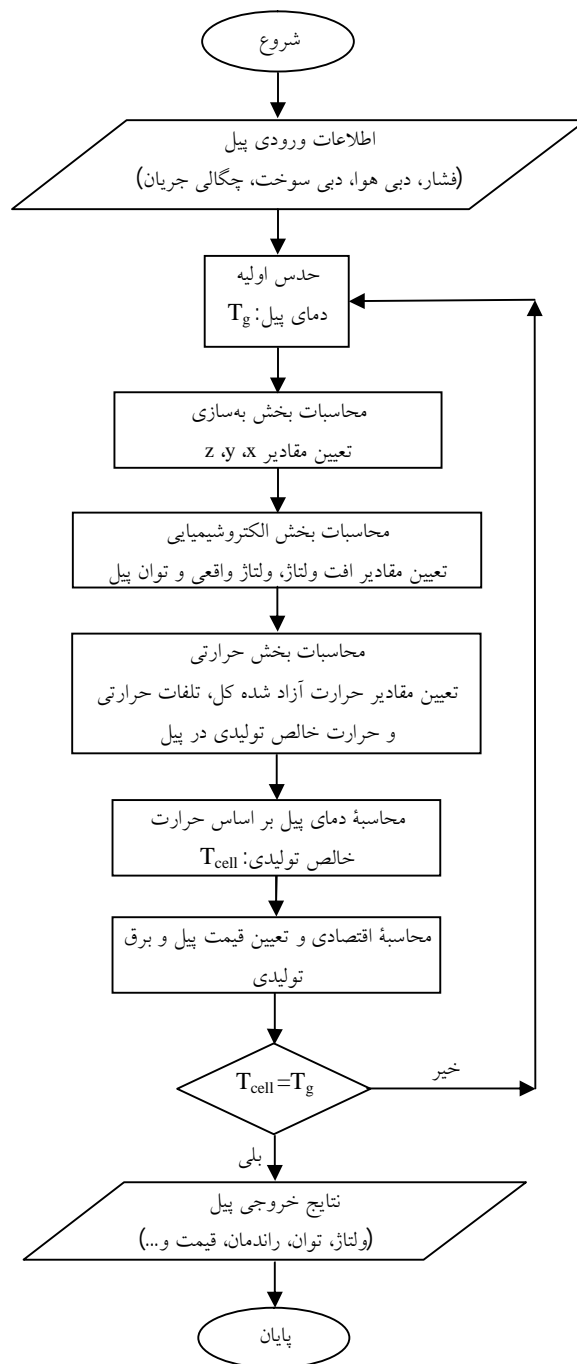 شروع
اطلاعات ورودی پیل
(فشار، دبی هوا، دبی سوخت، چگالی جریان)
حدس اولیه
دمای پیل: Tg
محاسبات بخش به‌سازی
تعیین مقادیر z ،y ،x
محاسبات بخش الکتروشیمیایی
تعیین مقادیر افت ولتاژ، ولتاژ واقعی و توان پیل
محاسبات بخش حرارتی
تعیین مقادیر حرارت آزاد شده کل، تلفات حرارتی
و حرارت خالص تولیدی در پیل
محاسبهٔ دمای پیل بر اساس حرارت
خالص تولیدی: Tcell
محاسبهٔ اقتصادی و تعیین قیمت پیل و برق
تولیدی
Tcell=Tg
خیر
بلی
نتایج خروجی پیل
(ولتاژ، توان، راندمان، قیمت و...)
پایان